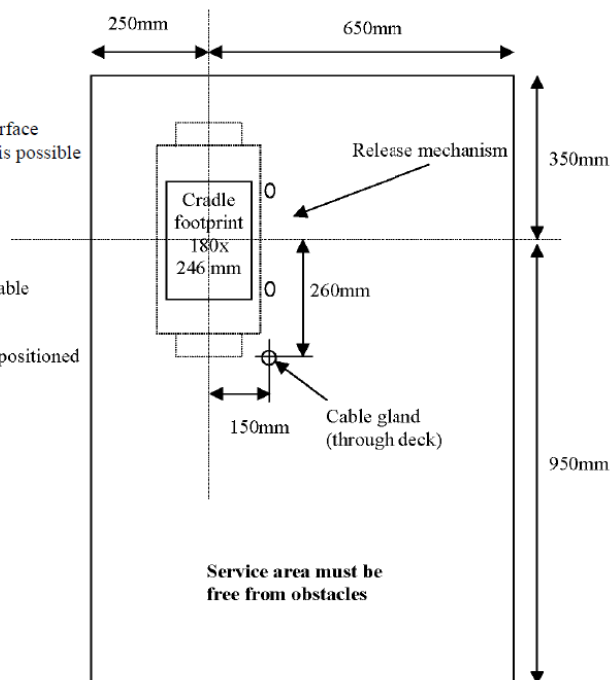 250mm
650mm
rface
is possible
Release mechanism
350mm
Cradle
footprint
180x
246 mm
able
260mm
positioned
150mm
Cable gland
(through deck)
950mm
Service area must be
free from obstacles